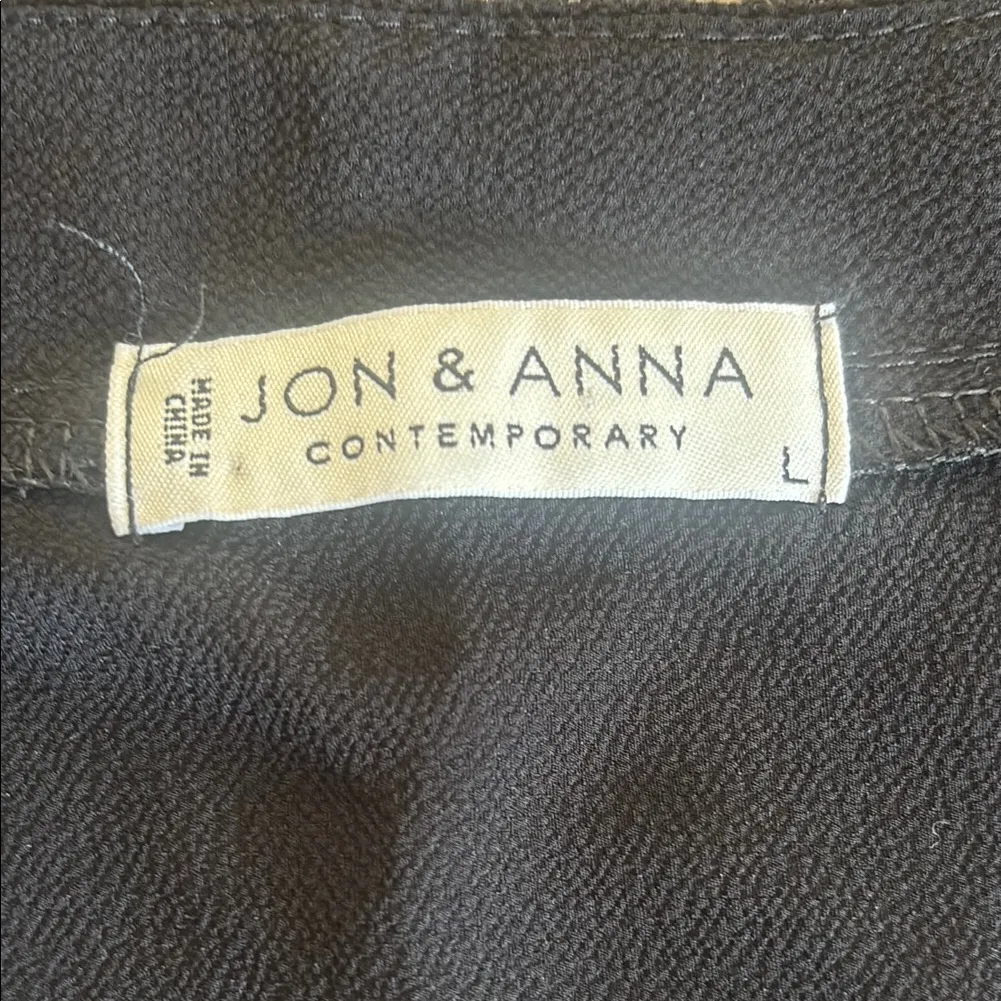 MADE IN
CHINA
JON & ANNA
CONTEMPORARY
L